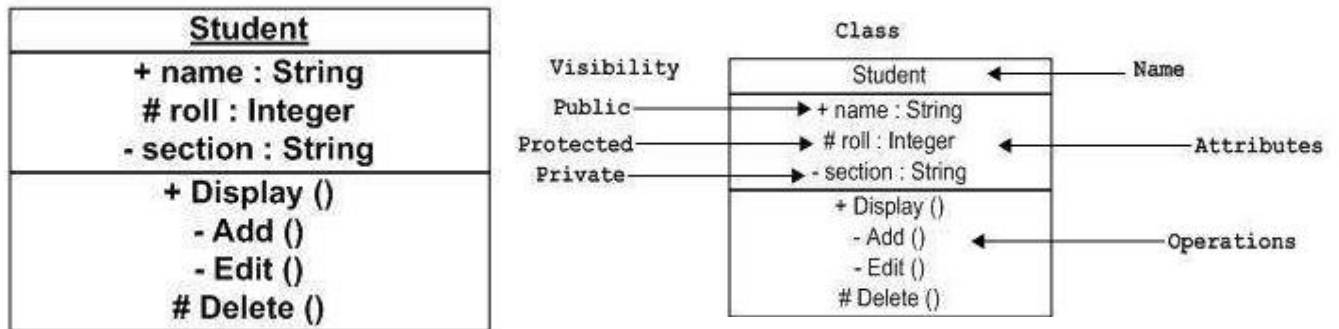 Student
+ name : String
# roll : Integer
- section : String
+ Display ()
- Add ()
- Edit ()
# Delete ()
Class
Visibility
Student
Name
Public
+ name : String
Protected
# roll : Integer
Attributes
Private
- section : String
+ Display ()
- Add ()
Operations
- Edit ()
# Delete ()